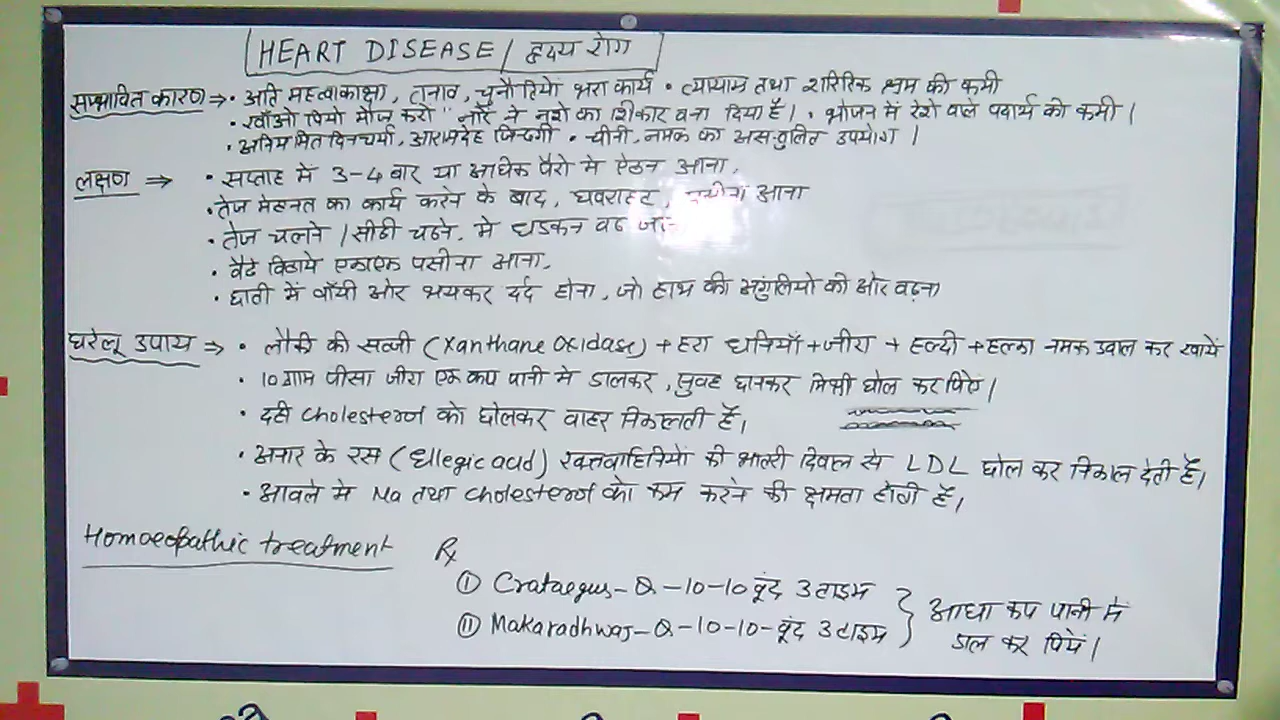 HEART DISEASE / हृदय रोग
सम्भावित कारण ⇒ • अति महत्वाकांक्षा, तनाव, चुनौतियों भरा कार्य • व्यायाम तथा शारिरिक श्रम की कमी
• खाँओ पियो मौज करो" नारे ने नशे का शिकार बना दिया है। • भोजन में रेशे वाले पदार्थ की कमी।
• अनियमित दिनचर्या, आरामदेह जिन्दगी • चीनी, नमक का असन्तुलित उपयोग।
लक्षण ⇒ • सप्ताह में 3-4 बार या अधिक पैरो मे ऐठन आना,
• तेज मेहनत का कार्य करने के बाद, घबराहट, आना
• तेज चलने / सीढी चढने, मे धडकन बढ
• बैठे बिठाये एकाएक पसीना आना,
• छाती में बाँयी ओर भयंकर दर्द होना, जो हाथ की अंगुलियो की ओर बढ़ना
घरेलू उपाय ⇒ • लौकी की सब्जी (Xanthane oxidase) + हरा धनियाँ + जीरा + हल्दी + हल्का नमक उबाल कर खायें
• 10 ग्राम पीसा जीरा एक कप पानी मे डालकर, सुबह छानकर मिश्री घोल कर पिए।
• दही cholesterol को घोलकर बाहर निकालती हैं।
• अनार के रस (Ellegic acid) रक्तवाहिनियों की भीतरी दिवाल से LDL घोल कर निकाल देती हैं।
• आवले मे Na तथा cholesterol को कम करने की क्षमता होती हैं।
Homoeopathic treatment ℞
① Crataegus - Q - 10-10 बूंद 3 टाइम
② Makaradhwaj - Q - 10-10 - बूंद 3 टाइम
} आधा कप पानी मे
डाल कर पियें।